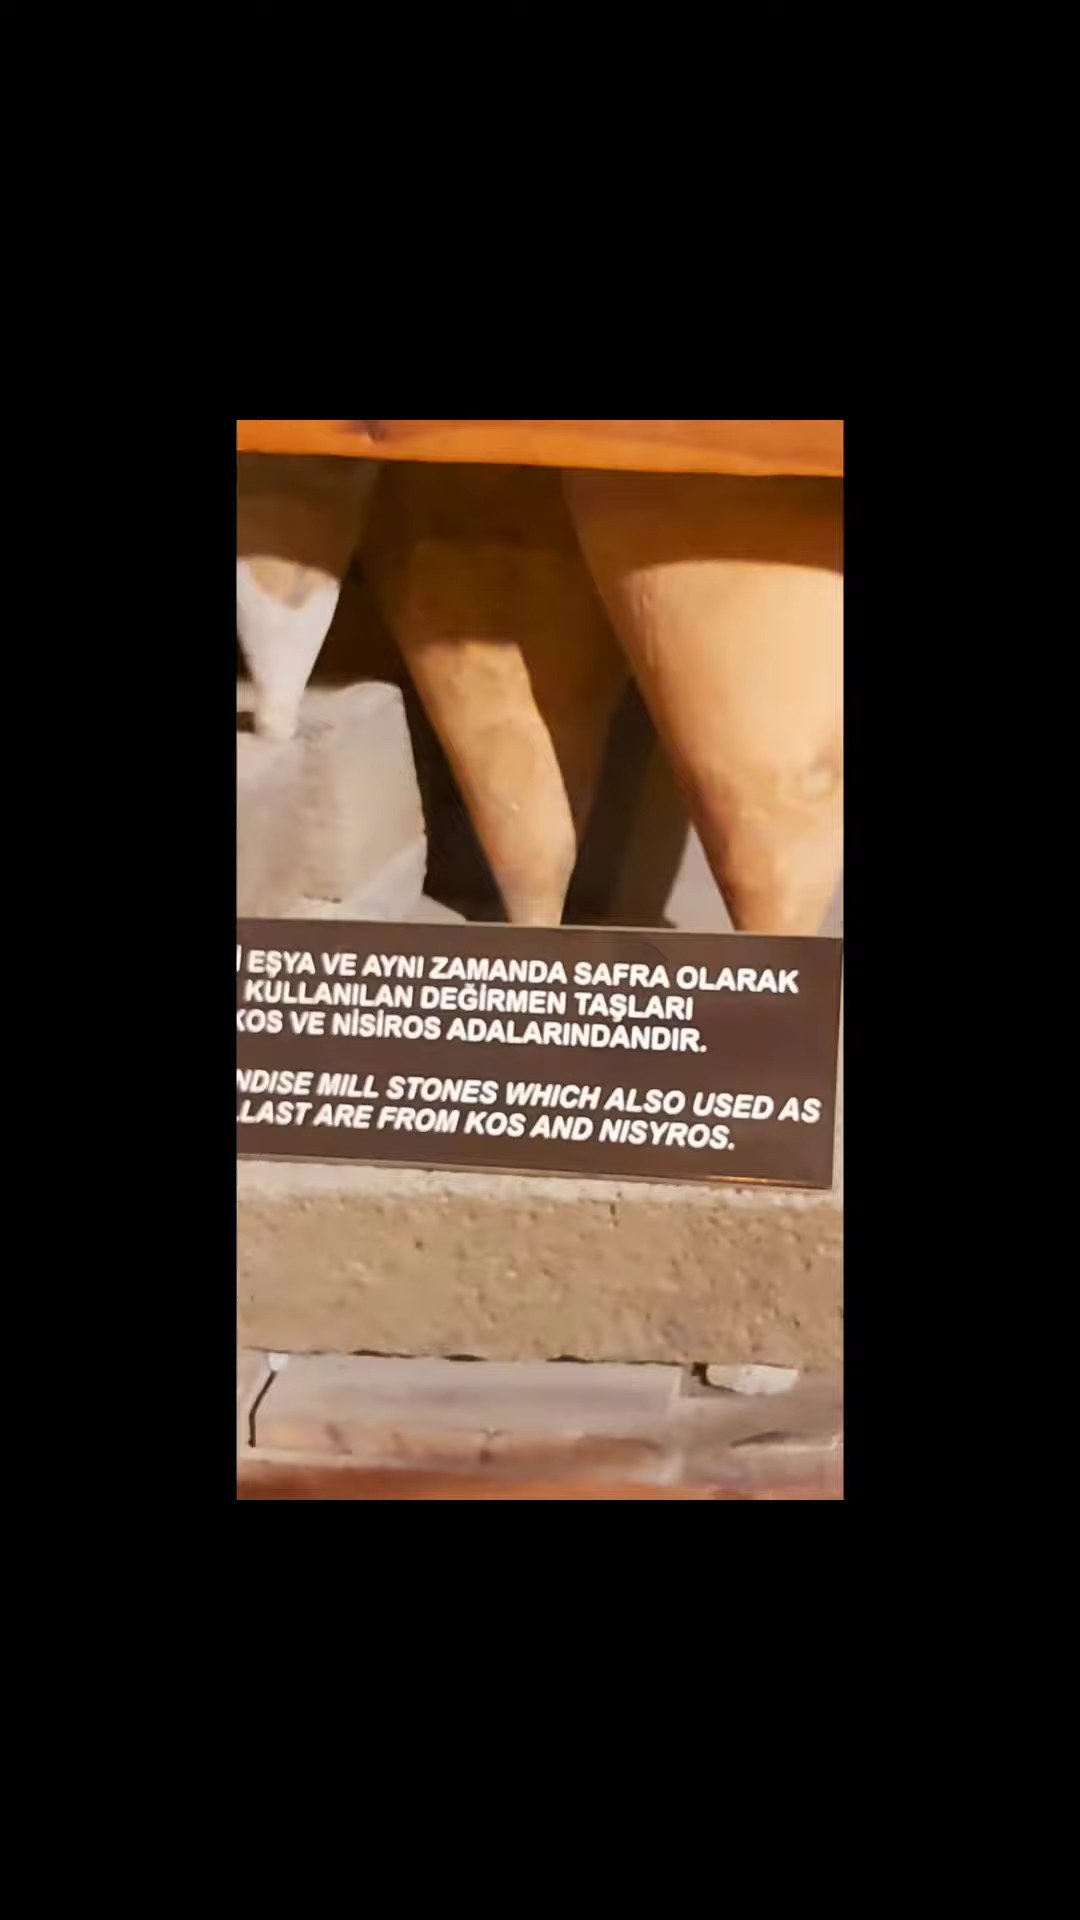 EŞYA VE AYNI ZAMANDA SAFRA OLARAK
KULLANILAN DEĞİRMEN TAŞLARI
KOS VE NİSİROS ADALARINDANDIR.
NDISE MILL STONES WHICH ALSO USED AS
LLAST ARE FROM KOS AND NISYROS.